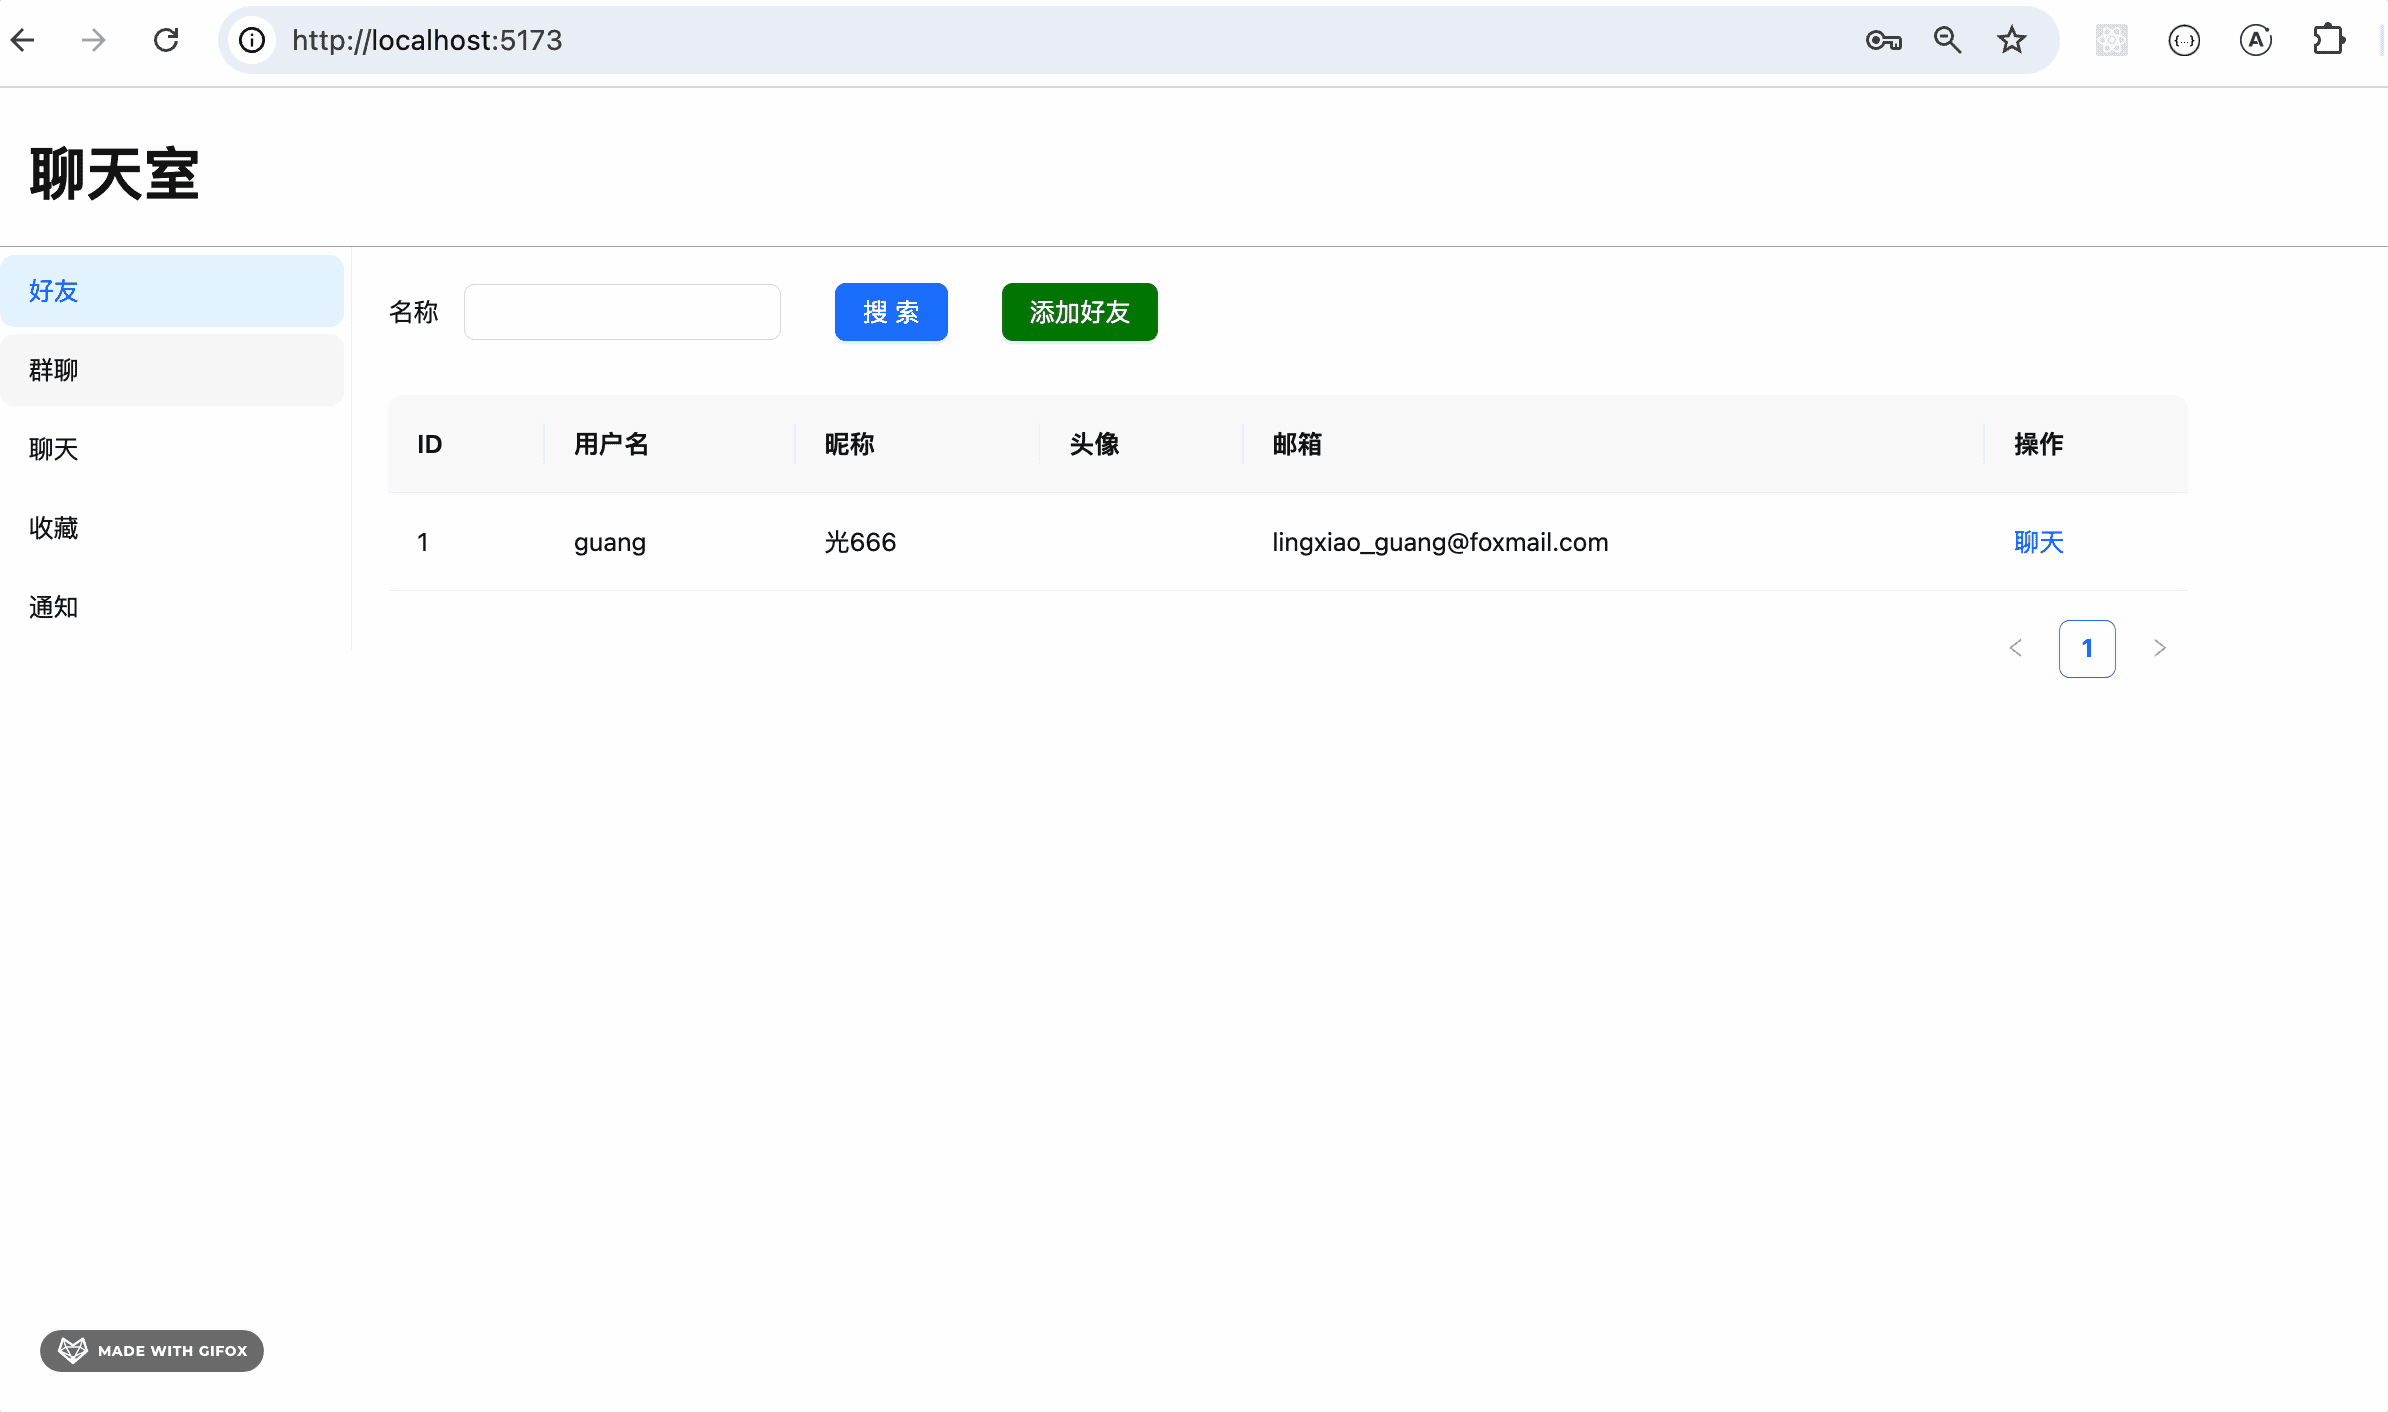 http://localhost:5173
聊天室
好友
群聊
聊天
收藏
通知
名称 搜 索 添加好友
ID 用户名 昵称 头像 邮箱 操作
1 guang 光666 lingxiao_guang@foxmail.com 聊天
1
MADE WITH GIFOX